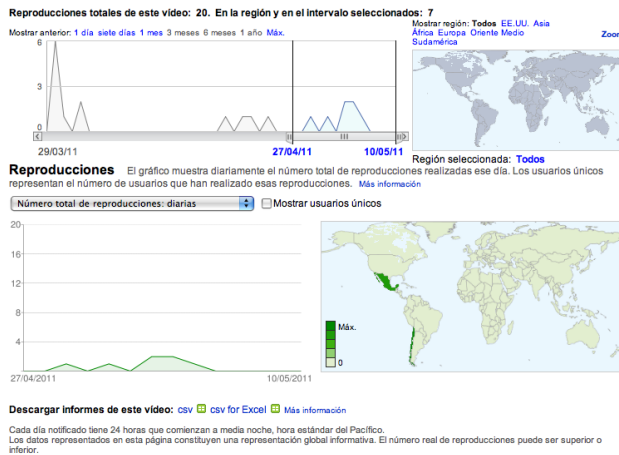 Reproducciones totales de este vídeo: 20. En la región y en el intervalo seleccionados: 7
Mostrar anterior: 1 día siete días 1 mes 3 meses 6 meses 1 año Máx.
6
3
0
29/03/11
27/04/11
10/05/11
Mostrar región: Todos EE.UU. Asia
África Europa Oriente Medio
Sudamérica
Región seleccionada: Todos
Reproducciones El gráfico muestra diariamente el número total de reproducciones realizadas ese día. Los usuarios únicos
representan el número de usuarios que han realizado esas reproducciones. Más información
Número total de reproducciones: diarias
Mostrar usuarios únicos
20
16
12
8
4
27/04/2011
10/05/2011
Máx.
0
Descargar informes de este vídeo: csv csv for Excel Más información
Cada día notificado tiene 24 horas que comienzan a media noche, hora estándar del Pacífico.
Los datos representados en esta página constituyen una representación global informativa. El número real de reproducciones puede ser superior o
inferior.